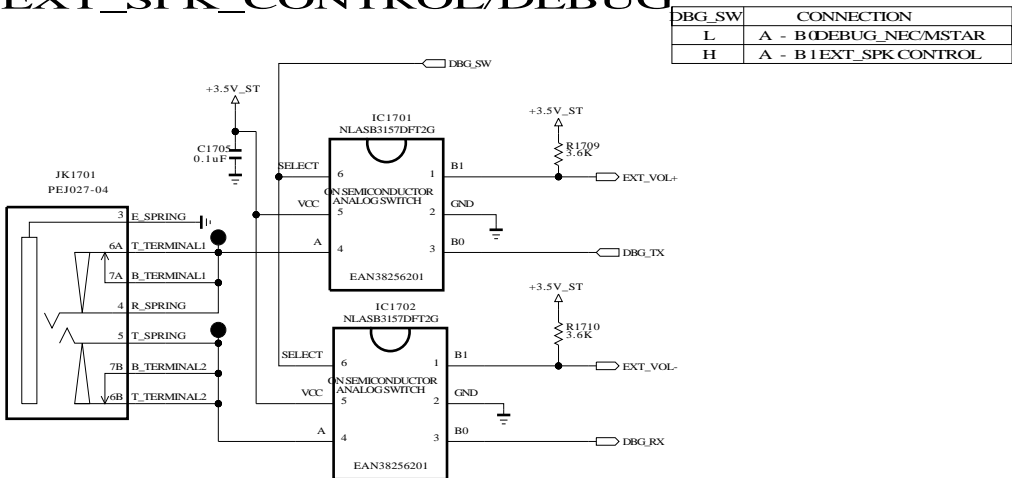 EXT_SPK_CONTROL/DEBUG
DBG_SW CONNECTION
L A - B0DEBUG_NEC/MSTAR
H A - B1EXT_SPK CONTROL
DBG_SW
+3.5V_ST
C1705
0.1uF
IC1701
NLASB3157DFT2G
SELECT 6 1 B1
ON SEMICONDUCTOR
ANALOG SWITCH
VCC 5 2 GND
A 4 3 B0
EAN38256201
+3.5V_ST
R1709
3.6K
EXT_VOL+
DBG_TX
JK1701
PEJ027-04
3 E_SPRING
6A T_TERMINAL1
7A B_TERMINAL1
4 R_SPRING
5 T_SPRING
7B B_TERMINAL2
6B T_TERMINAL2
IC1702
NLASB3157DFT2G
SELECT 6 1 B1
ON SEMICONDUCTOR
ANALOG SWITCH
VCC 5 2 GND
A 4 3 B0
EAN38256201
+3.5V_ST
R1710
3.6K
EXT_VOL-
DBG_RX